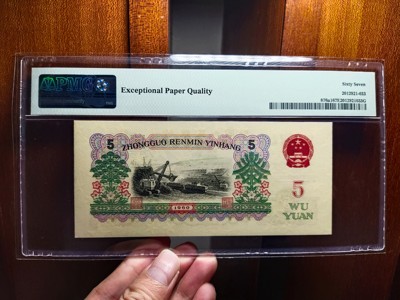 PMG
Exceptional Paper Quality
Sixty Seven
5 ZHONGGUO RENMIN YINHANG 5
5
WU
YUAN
1960